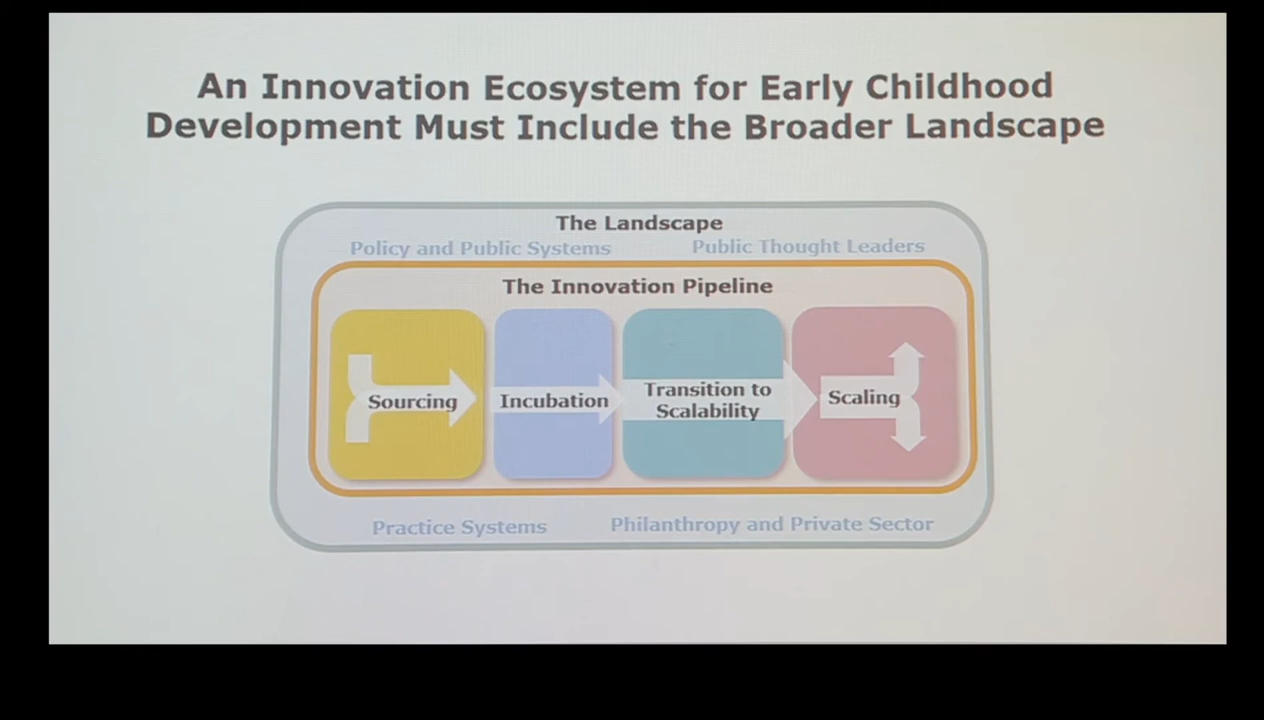 An Innovation Ecosystem for Early Childhood
Development Must Include the Broader Landscape
The Landscape
Policy and Public Systems
Public Thought Leaders
The Innovation Pipeline
Sourcing
Incubation
Transition to
Scalability
Scaling
Practice Systems
Philanthropy and Private Sector